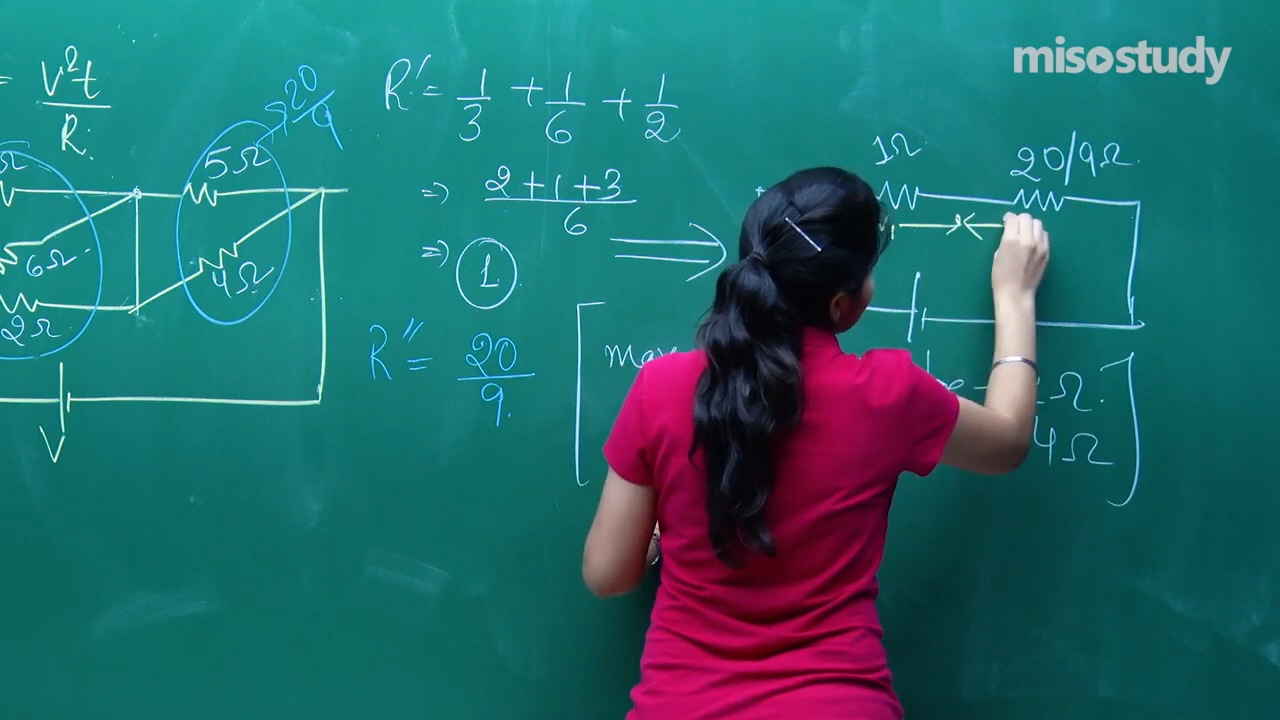 misostudy
= V²t
R.
Ω
6Ω
2Ω
V
5Ω
4Ω
20/9
R' = 1/3 + 1/6 + 1/2
⇒ 2+1+3
6
⇒ 1
R'' = 20
9.
1Ω
20/9Ω
max
Ω
4Ω